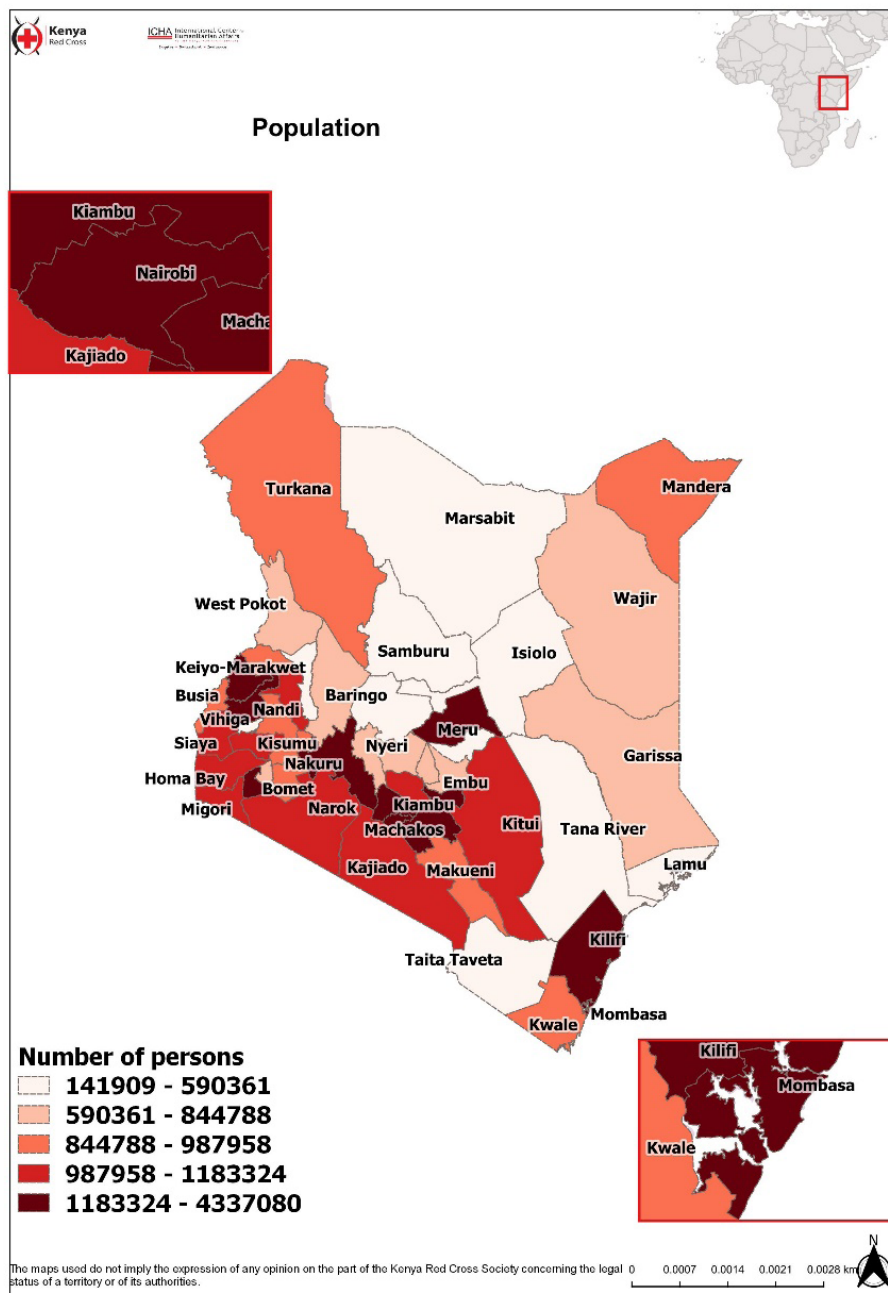 Kenya
Red Cross
ICHA International Center
Humanitarian Affairs
Population
Kiambu
Nairobi
Macha
Kajiado
Turkana
Mandera
Marsabit
West Pokot
Wajir
Samburu
Isiolo
Keiyo-Marakwet
Busia
Baringo
Vihiga
Nandi
Meru
Siaya
Kisumu
Nyeri
Garissa
Nakuru
Homa Bay
Bomet
Embu
Migori
Narok
Kiambu
Kitui
Machakos
Tana River
Kajiado
Makueni
Lamu
Kilifi
Taita Taveta
Mombasa
Kwale
Number of persons
141909 - 590361
590361 - 844788
844788 - 987958
987958 - 1183324
1183324 - 4337080
Kilifi
Mombasa
Kwale
N
The maps used do not imply the expression of any opinion on the part of the Kenya Red Cross Society concerning the legal
status of a territory or of its authorities.
0 0.0007 0.0014 0.0021 0.0028 km